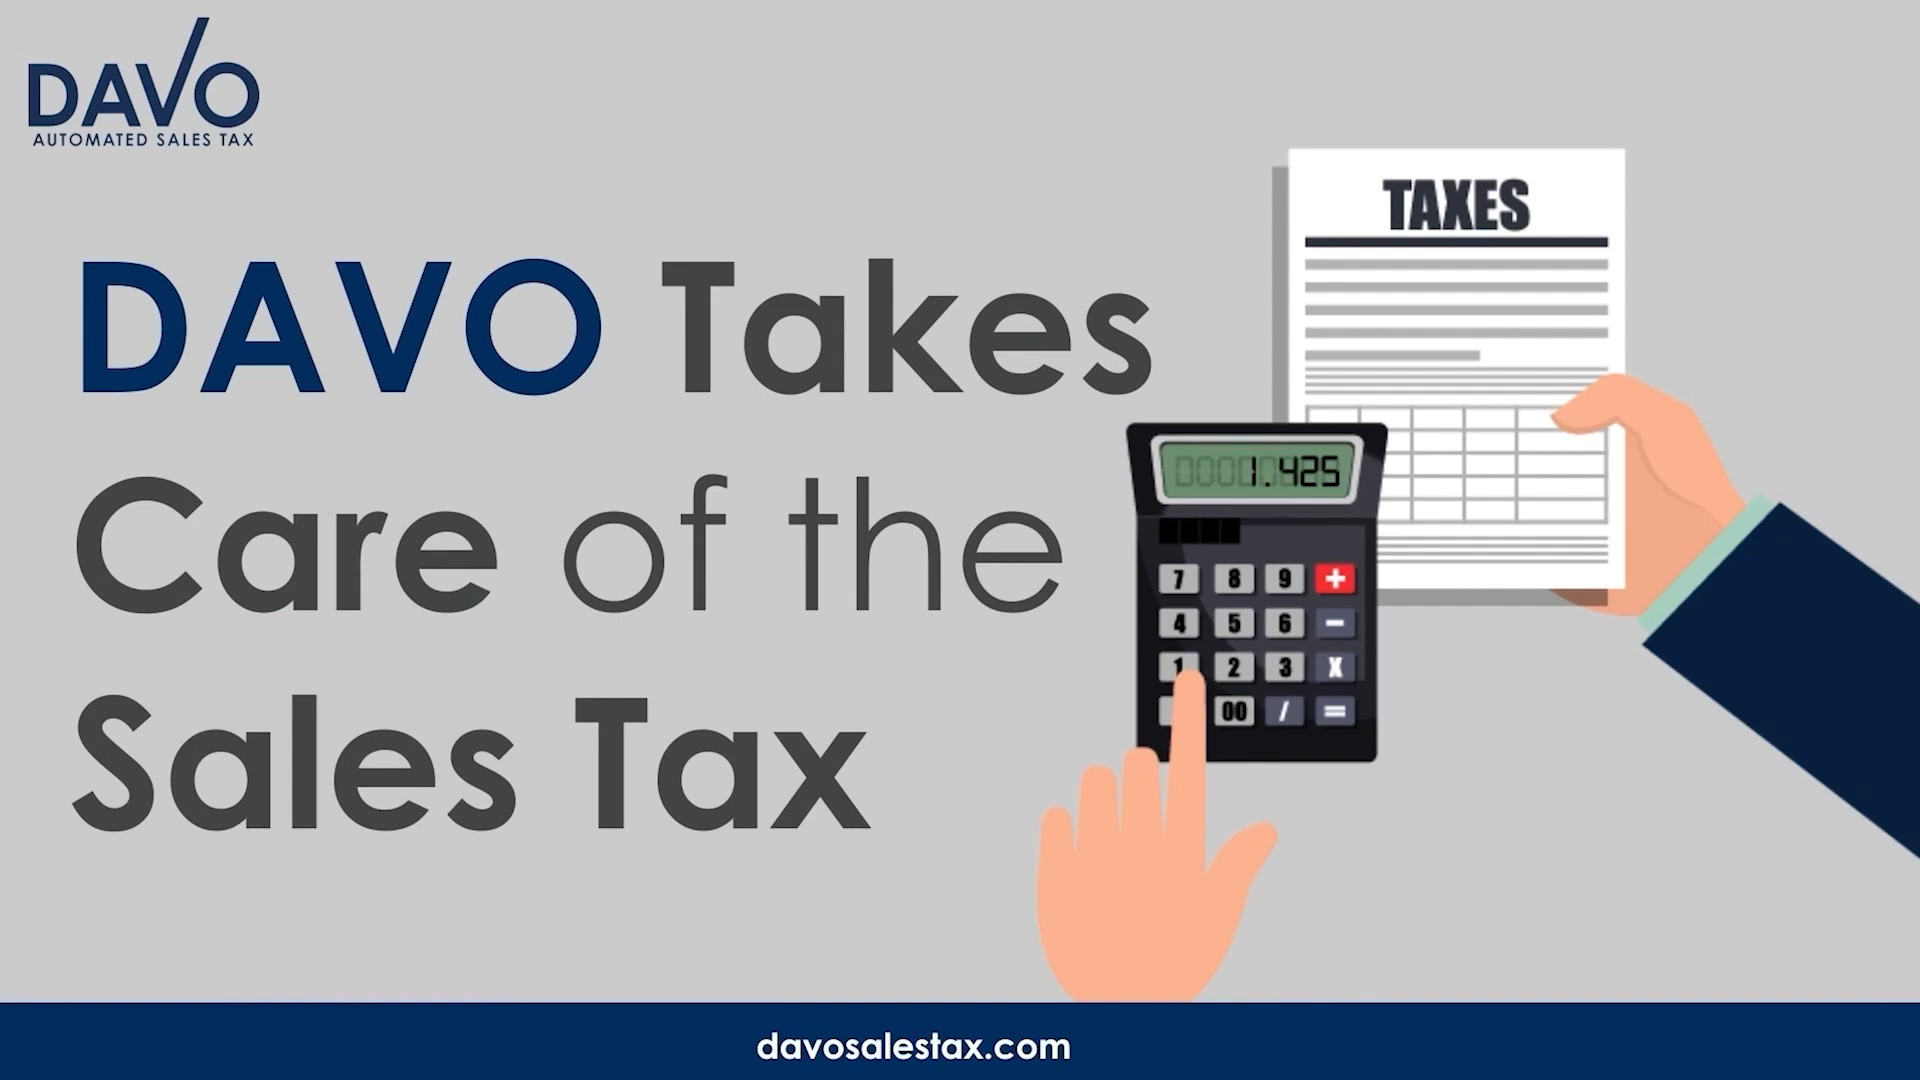 DAVO
AUTOMATED SALES TAX
DAVO Takes
Care of the
Sales Tax
TAXES
1.425
7 8 9 +
4 5 6 -
1 2 3 X
00 / =
davosalestax.com